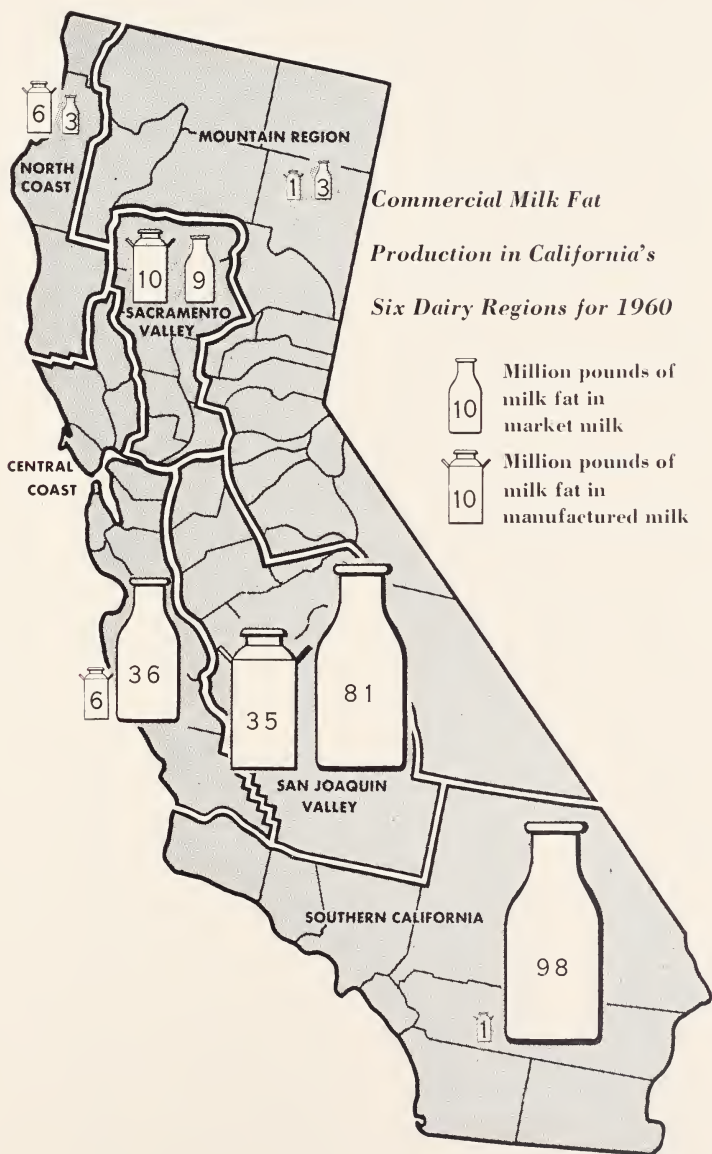 6
3
NORTH
COAST
MOUNTAIN REGION
1
3
Commercial Milk Fat
Production in California's
Six Dairy Regions for 1960
10
9
SACRAMENTO
VALLEY
10
Million pounds of
milk fat in
market milk
10
Million pounds of
milk fat in
manufactured milk
CENTRAL
COAST
6
36
35
81
SAN JOAQUIN
VALLEY
SOUTHERN CALIFORNIA
98
1